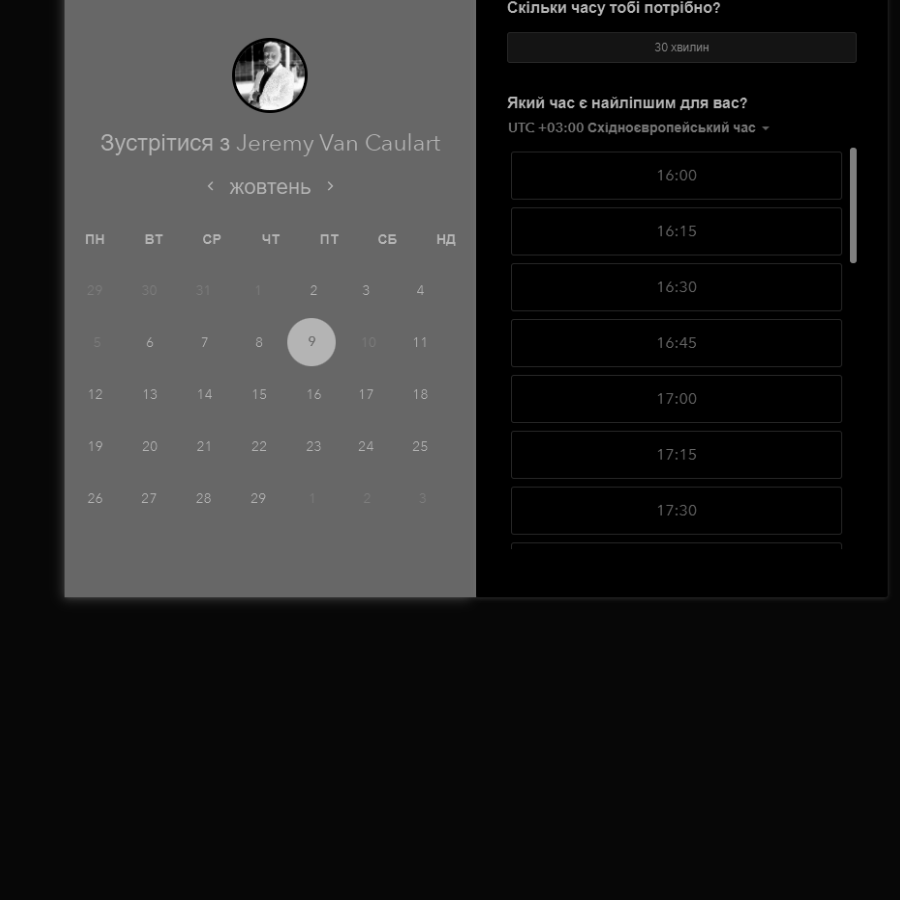 Зустрітися з Jeremy Van Caulart
жовтень
ПН ВТ СР ЧТ ПТ СБ НД
29 30 31 1 2 3 4
5 6 7 8 9 10 11
12 13 14 15 16 17 18
19 20 21 22 23 24 25
26 27 28 29 1 2 3
Скільки часу тобі потрібно?
30 хвилин
Який час є найліпшим для вас?
UTC +03:00 Східноєвропейський час
16:00
16:15
16:30
16:45
17:00
17:15
17:30